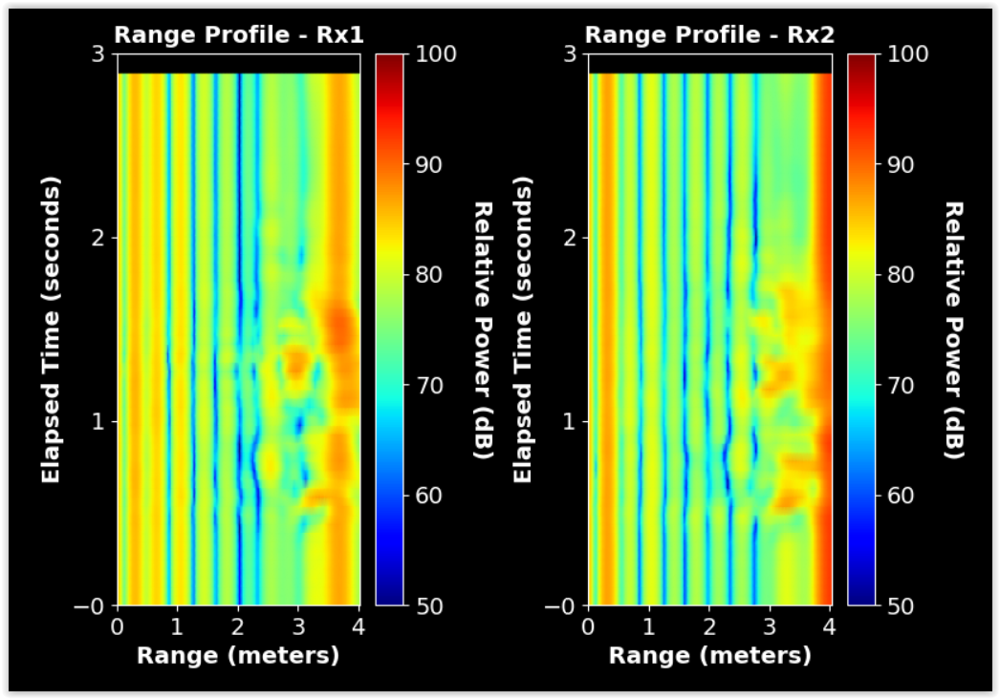 Range Profile - Rx1
Range Profile - Rx2
Elapsed Time (seconds)
3
2
1
−0
0 1 2 3 4
Range (meters)
100
90
80
70
60
50
Relative Power (dB)
Elapsed Time (seconds)
3
2
1
−0
0 1 2 3 4
Range (meters)
100
90
80
70
60
50
Relative Power (dB)